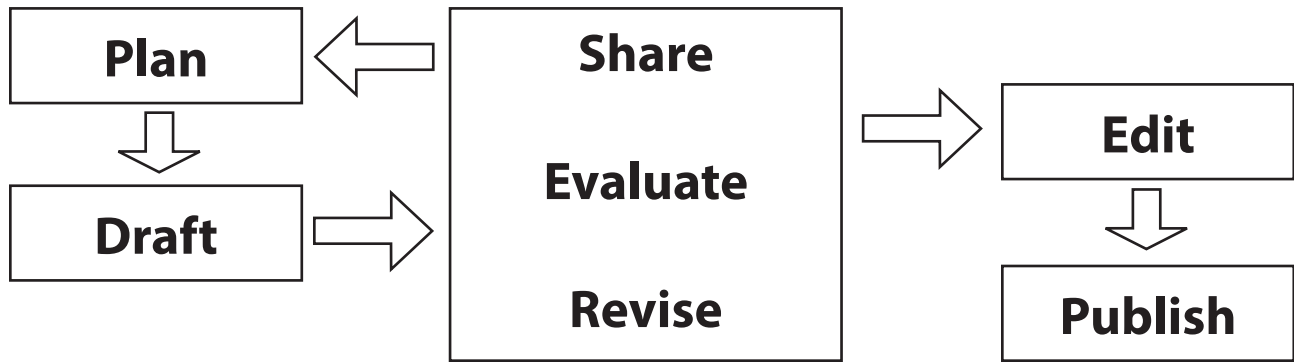 Plan
Draft
Share
Evaluate
Revise
Edit
Publish